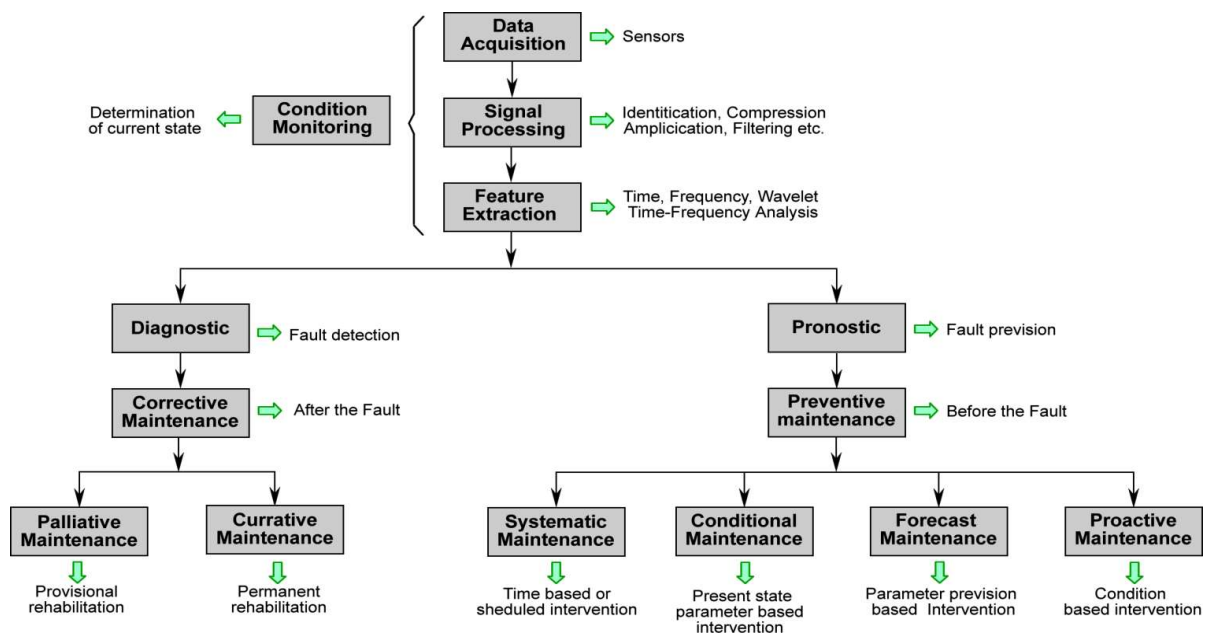 Data
Acquisition
Sensors
Determination
of current state
Condition
Monitoring
Signal
Processing
Identitication, Compression
Amplicication, Filtering etc.
Feature
Extraction
Time, Frequency, Wavelet
Time-Frequency Analysis
Diagnostic
Fault detection
Pronostic
Fault prevision
Corrective
Maintenance
After the Fault
Preventive
maintenance
Before the Fault
Palliative
Maintenance
Currative
Maintenance
Systematic
Maintenance
Conditional
Maintenance
Forecast
Maintenance
Proactive
Maintenance
Provisional
rehabilitation
Permanent
rehabilitation
Time based or
sheduled intervention
Present state
parameter based
intervention
Parameter prevision
based Intervention
Condition
based intervention